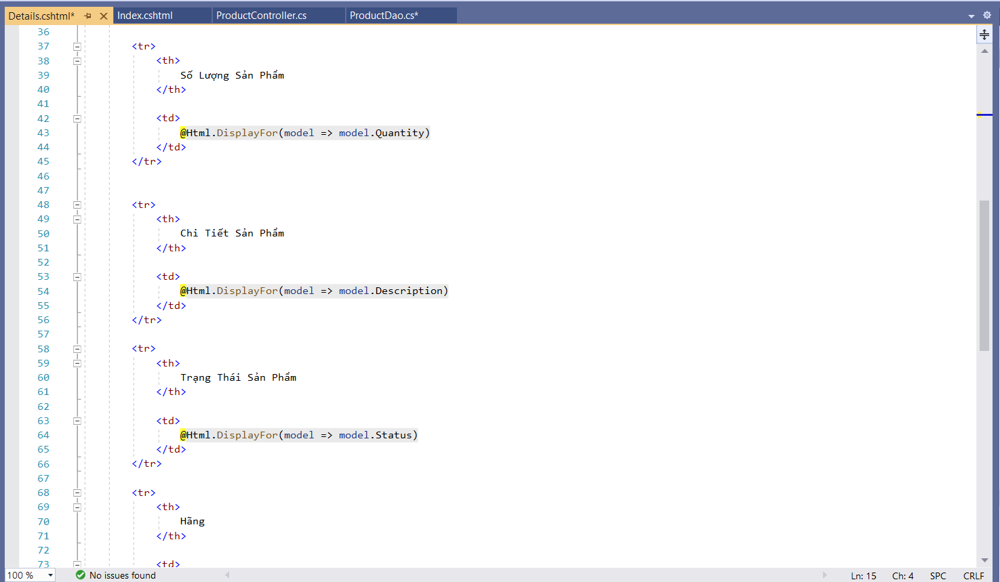 Details.cshtml* Index.cshtml ProductController.cs ProductDao.cs*
36
37 <tr>
38 <th>
39 Số Lượng Sản Phẩm
40 </th>
41
42 <td>
43 @Html.DisplayFor(model => model.Quantity)
44 </td>
45 </tr>
46
47
48 <tr>
49 <th>
50 Chi Tiết Sản Phẩm
51 </th>
52
53 <td>
54 @Html.DisplayFor(model => model.Description)
55 </td>
56 </tr>
57
58 <tr>
59 <th>
60 Trạng Thái Sản Phẩm
61 </th>
62
63 <td>
64 @Html.DisplayFor(model => model.Status)
65 </td>
66 </tr>
67
68 <tr>
69 <th>
70 Hãng
71 </th>
72
73 <td>
100 % No issues found Ln: 15 Ch: 4 SPC CRLF